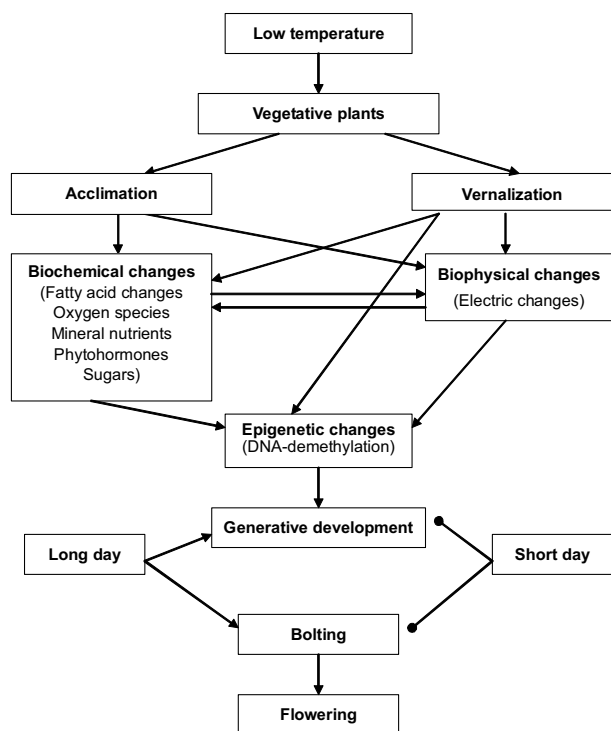 Low temperature
Vegetative plants
Acclimation
Vernalization
Biochemical changes
(Fatty acid changes
Oxygen species
Mineral nutrients
Phytohormones
Sugars)
Biophysical changes
(Electric changes)
Epigenetic changes
(DNA-demethylation)
Generative development
Long day
Short day
Bolting
Flowering